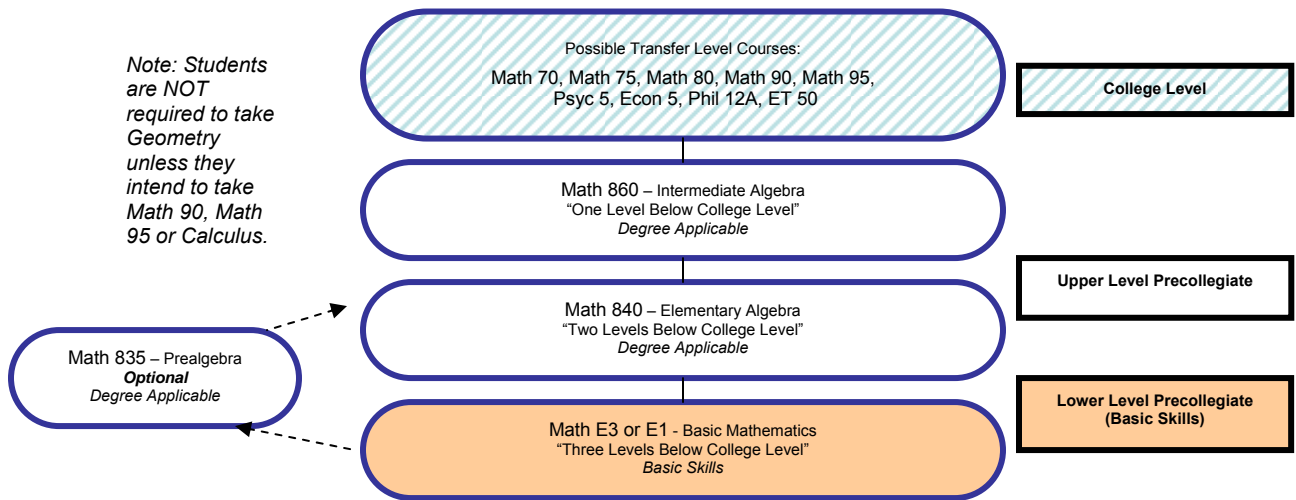 Note: Students
are NOT
required to take
Geometry
unless they
intend to take
Math 90, Math
95 or Calculus.
Possible Transfer Level Courses:
Math 70, Math 75, Math 80, Math 90, Math 95,
Psyc 5, Econ 5, Phil 12A, ET 50
College Level
Math 860 – Intermediate Algebra
“One Level Below College Level”
Degree Applicable
Upper Level Precollegiate
Math 840 – Elementary Algebra
“Two Levels Below College Level”
Degree Applicable
Math 835 – Prealgebra
Optional
Degree Applicable
Lower Level Precollegiate
(Basic Skills)
Math E3 or E1 - Basic Mathematics
“Three Levels Below College Level”
Basic Skills